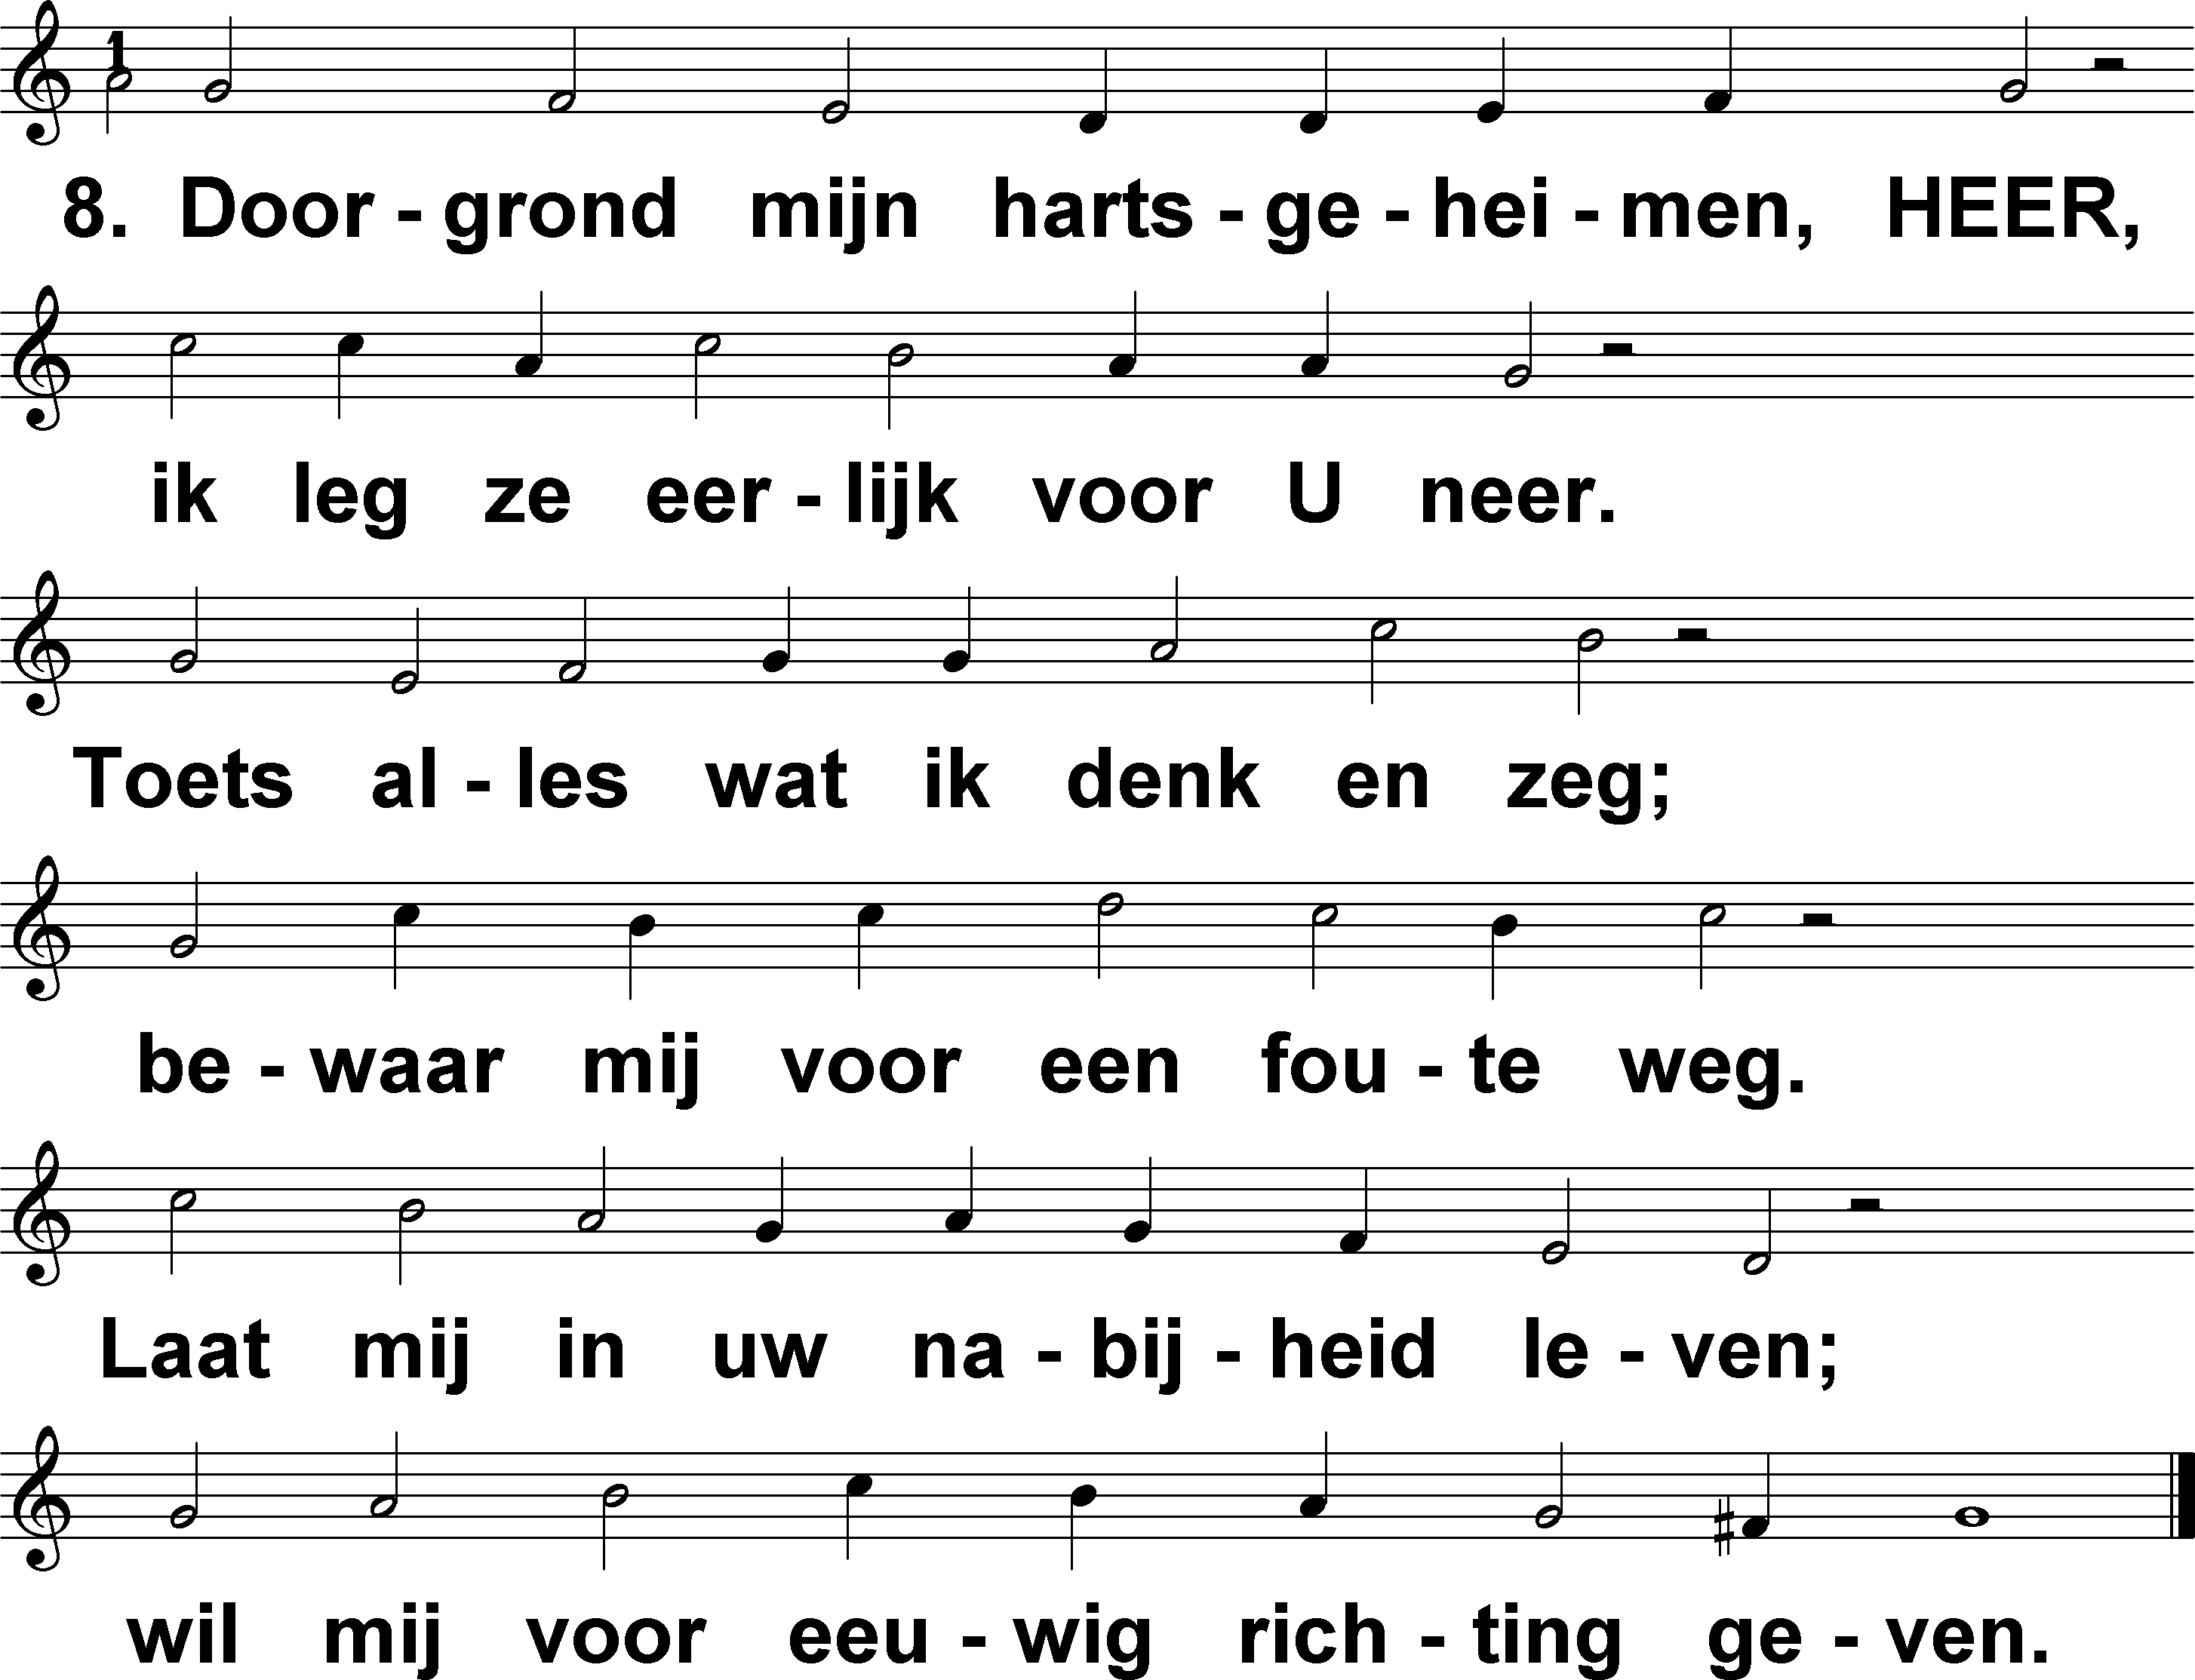 1
8. Door - grond mijn harts - ge - hei - men, HEER,
ik leg ze eer - lijk voor U neer.
Toets al - les wat ik denk en zeg;
be - waar mij voor een fou - te weg.
Laat mij in uw na - bij - heid le - ven;
wil mij voor eeu - wig rich - ting ge - ven.